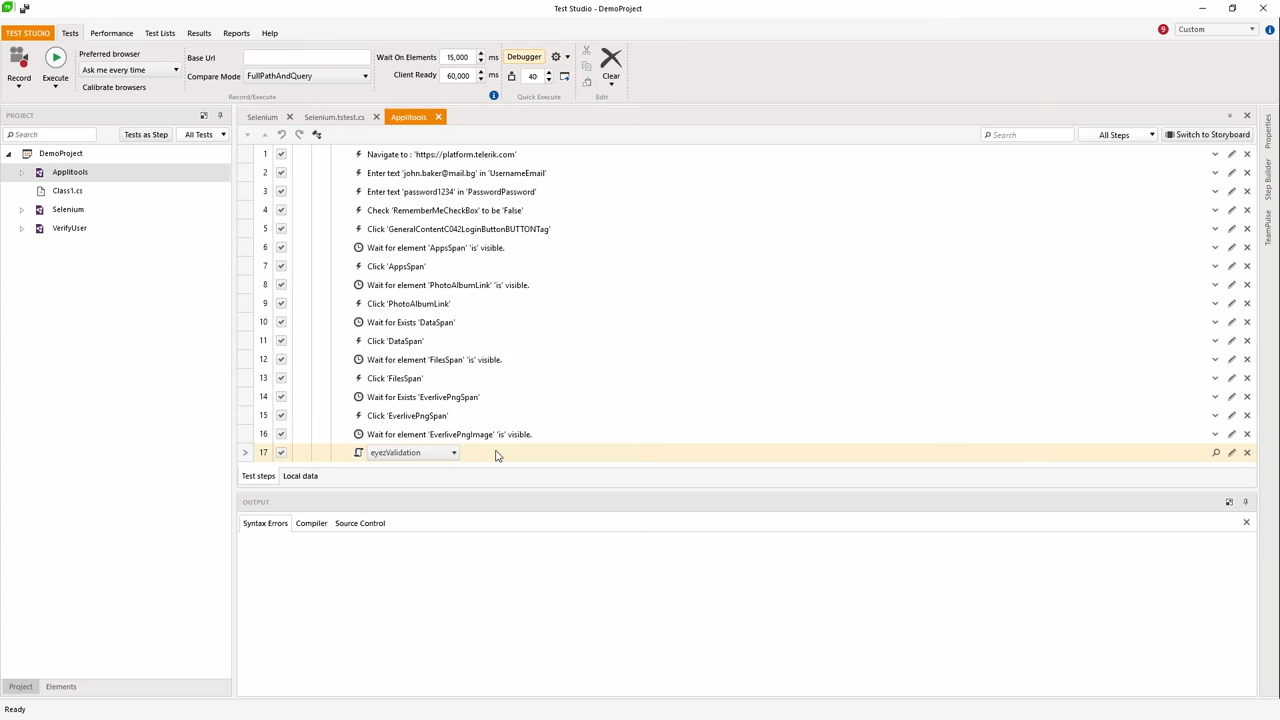 Test Studio - DemoProject
TEST STUDIO Tests Performance Test Lists Results Reports Help 9 Custom
Record Execute
Preferred browser
Ask me every time
Calibrate browsers
Base Url
Compare Mode FullPathAndQuery
Record/Execute
Wait On Elements 15,000 ms
Client Ready 60,000 ms
Debugger
40
Quick Execute
Clear
Edit
PROJECT
Search Tests as Step All Tests
DemoProject
Applitools
Class1.cs
Selenium
VerifyUser
Project Elements
Selenium Selenium.tstest.cs Applitools
Search All Steps Switch to Storyboard
1 Navigate to : 'https://platform.telerik.com'
2 Enter text 'john.baker@mail.bg' in 'UsernameEmail'
3 Enter text 'password1234' in 'PasswordPassword'
4 Check 'RememberMeCheckBox' to be 'False'
5 Click 'GeneralContentC042LoginButtonBUTTONTag'
6 Wait for element 'AppsSpan' 'is' visible.
7 Click 'AppsSpan'
8 Wait for element 'PhotoAlbumLink' 'is' visible.
9 Click 'PhotoAlbumLink'
10 Wait for Exists 'DataSpan'
11 Click 'DataSpan'
12 Wait for element 'FilesSpan' 'is' visible.
13 Click 'FilesSpan'
14 Wait for Exists 'EverlivePngSpan'
15 Click 'EverlivePngSpan'
16 Wait for element 'EverlivePngImage' 'is' visible.
17 eyezValidation
Test steps Local data
OUTPUT
Syntax Errors Compiler Source Control
Properties
Step Builder
TeamPulse
Ready